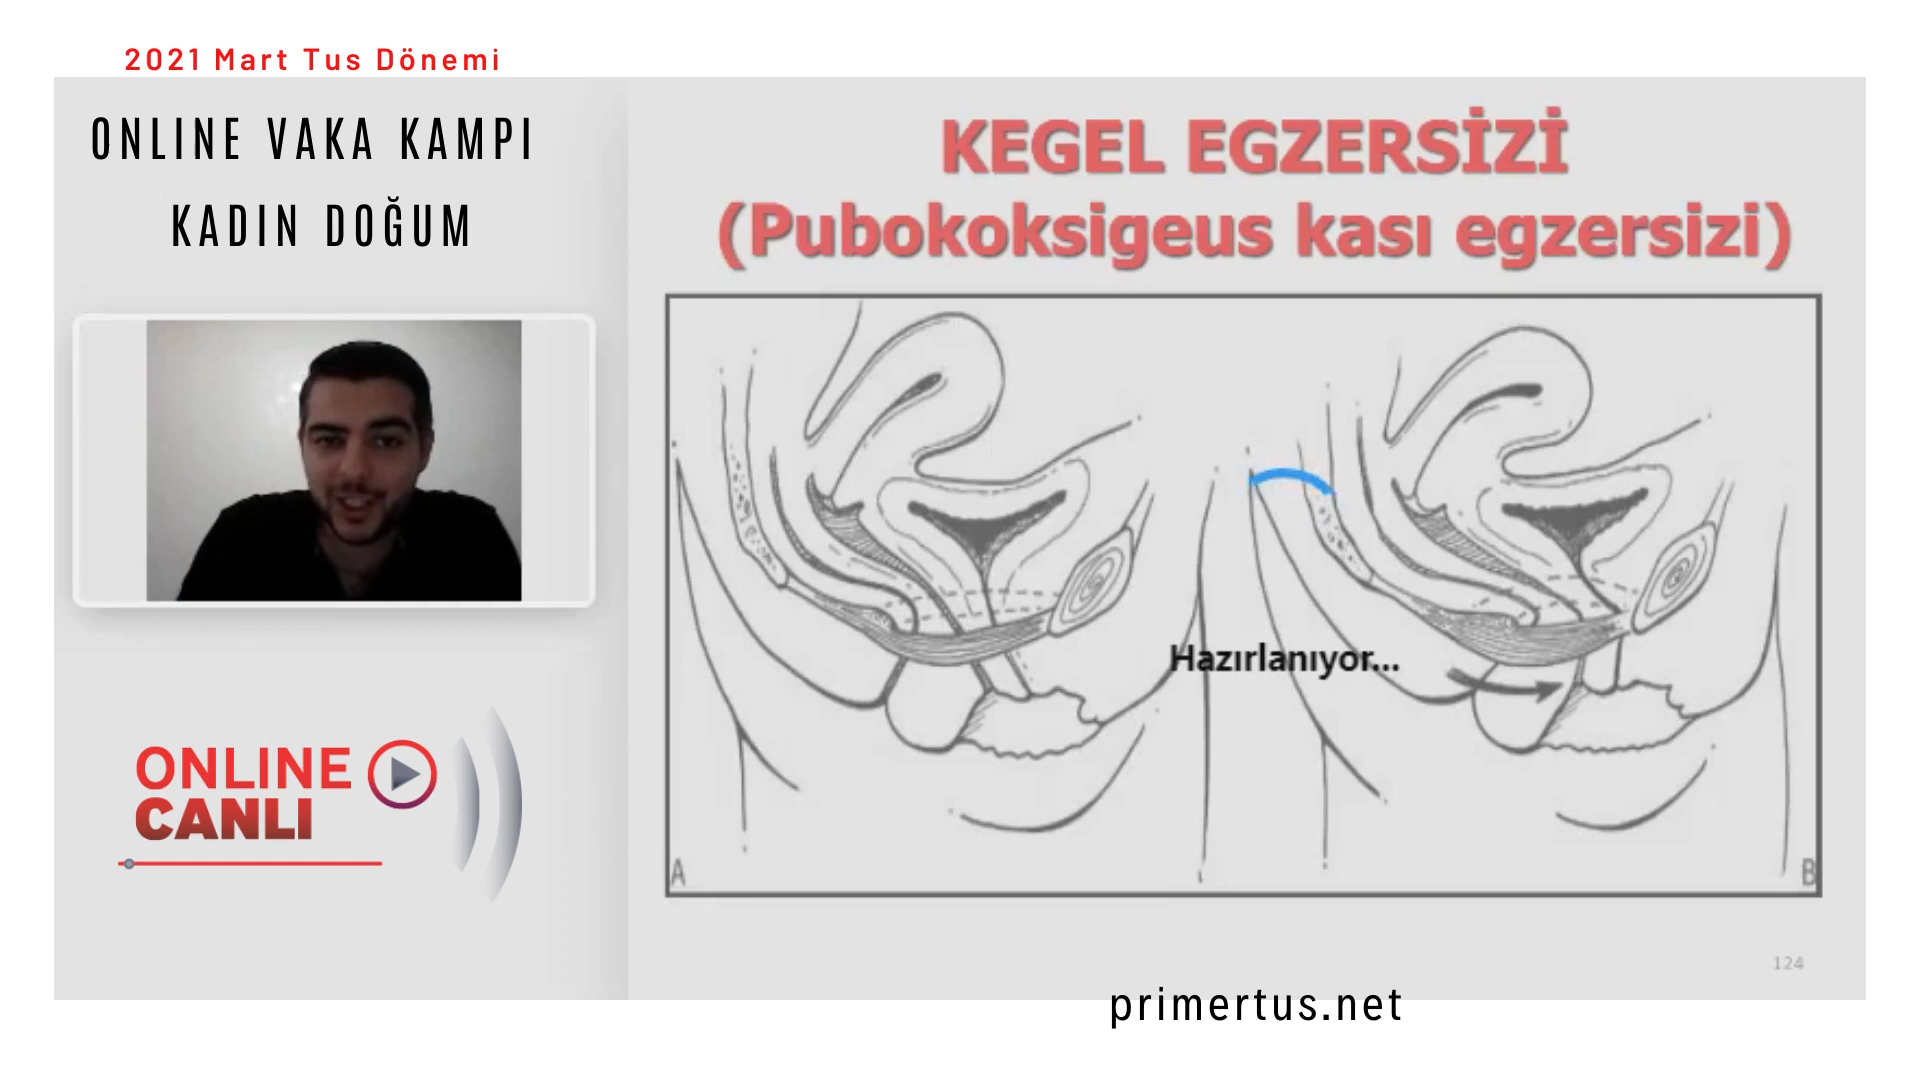 2021 Mart Tus Dönemi
ONLINE VAKA KAMPI
KADIN DOĞUM
ONLINE
CANLI
KEGEL EGZERSİZİ
(Pubokoksigeus kası egzersizi)
Hazırlanıyor...
A
B
124
primertus.net